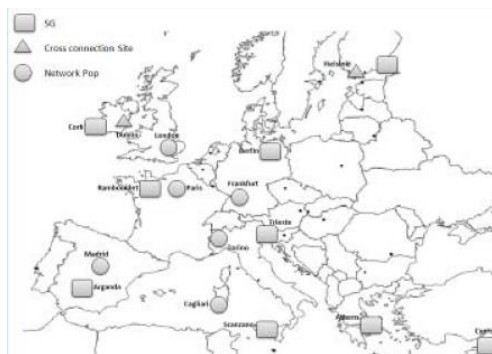 SG
Cross connection Site
Network Pop
Helsinki
Cork
Dublin
London
Berlin
Rambouillet
Paris
Frankfurt
Trieste
Torino
Madrid
Arganda
Cagliari
Scanzano
Athens